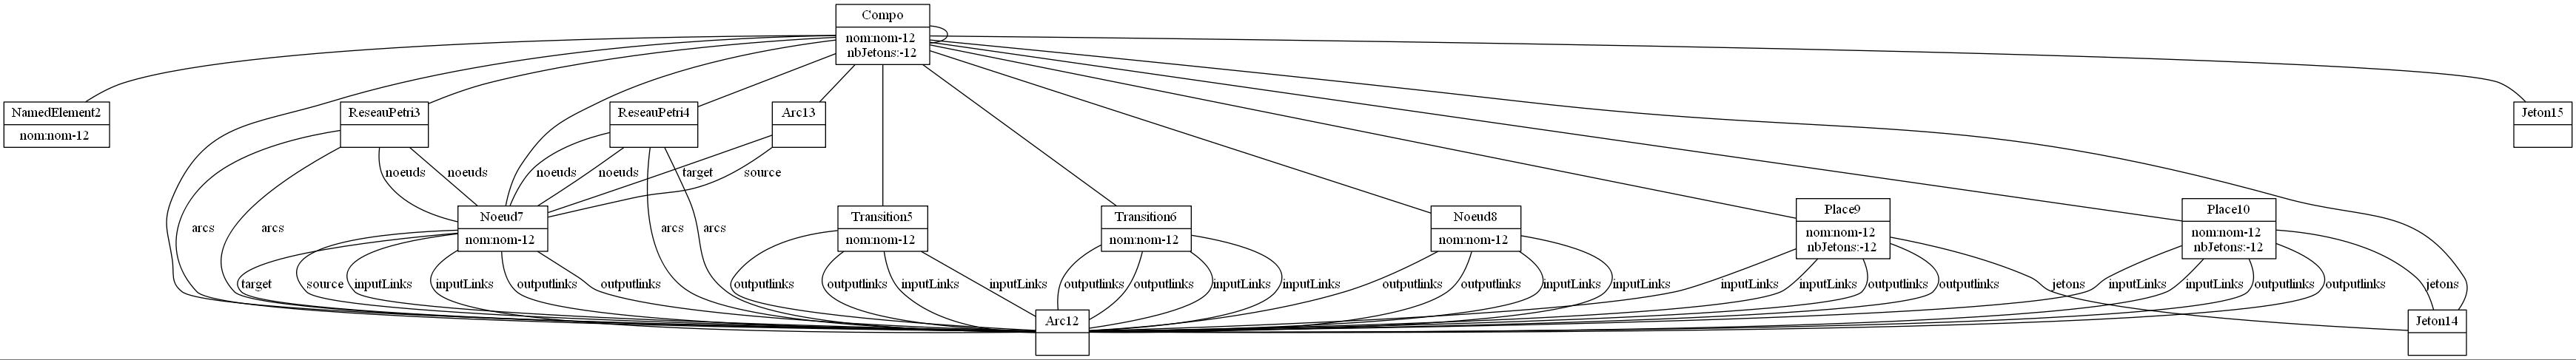 Compo
nom:nom-12
nbJetons:-12
NamedElement2
nom:nom-12
ReseauPetri3
ReseauPetri4
Arc13
Jeton15
noeuds noeuds noeuds noeuds target source
Noeud7
nom:nom-12
Transition5
nom:nom-12
Transition6
nom:nom-12
Noeud8
nom:nom-12
Place9
nom:nom-12
nbJetons:-12
Place10
nom:nom-12
nbJetons:-12
arcs arcs arcs arcs
target source inputLinks inputLinks outputlinks outputlinks outputlinks outputlinks inputLinks inputLinks outputlinks outputlinks inputLinks inputLinks outputlinks outputlinks inputLinks inputLinks inputLinks inputLinks outputlinks outputlinks jetons inputLinks inputLinks outputlinks outputlinks jetons
Arc12
Jeton14